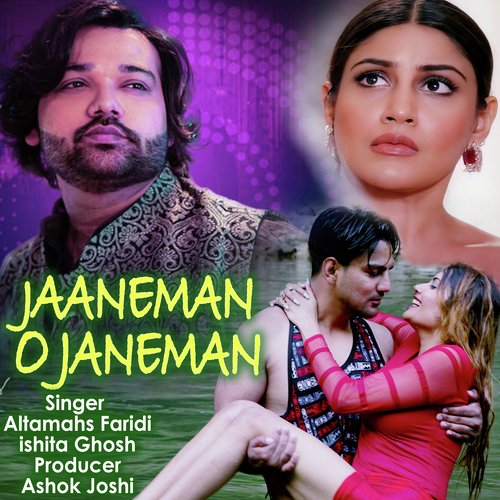 JAANEMAN
O JANEMAN
Singer
Altamahs Faridi
ishita Ghosh
Producer
Ashok Joshi